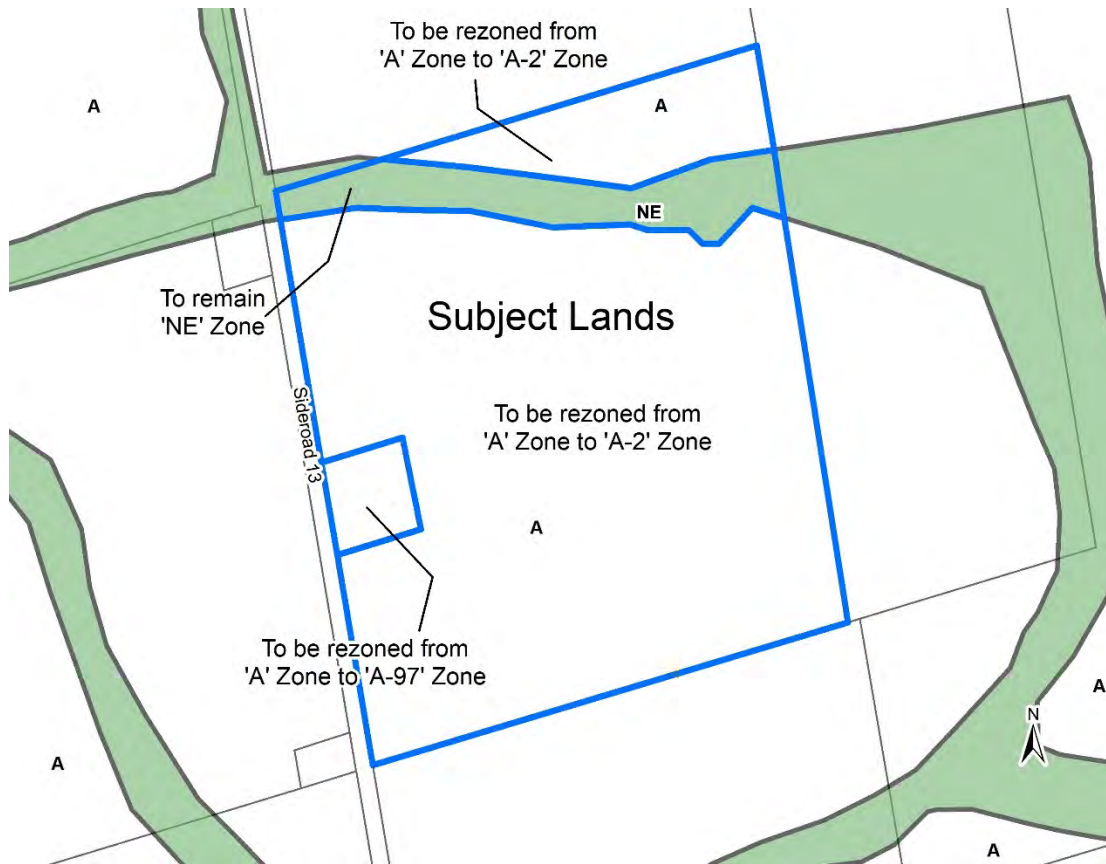 To be rezoned from
'A' Zone to 'A-2' Zone
A
A
NE
To remain
'NE' Zone
Subject Lands
Sideroad 13
To be rezoned from
'A' Zone to 'A-2' Zone
A
To be rezoned from
'A' Zone to 'A-97' Zone
A
N
A
A